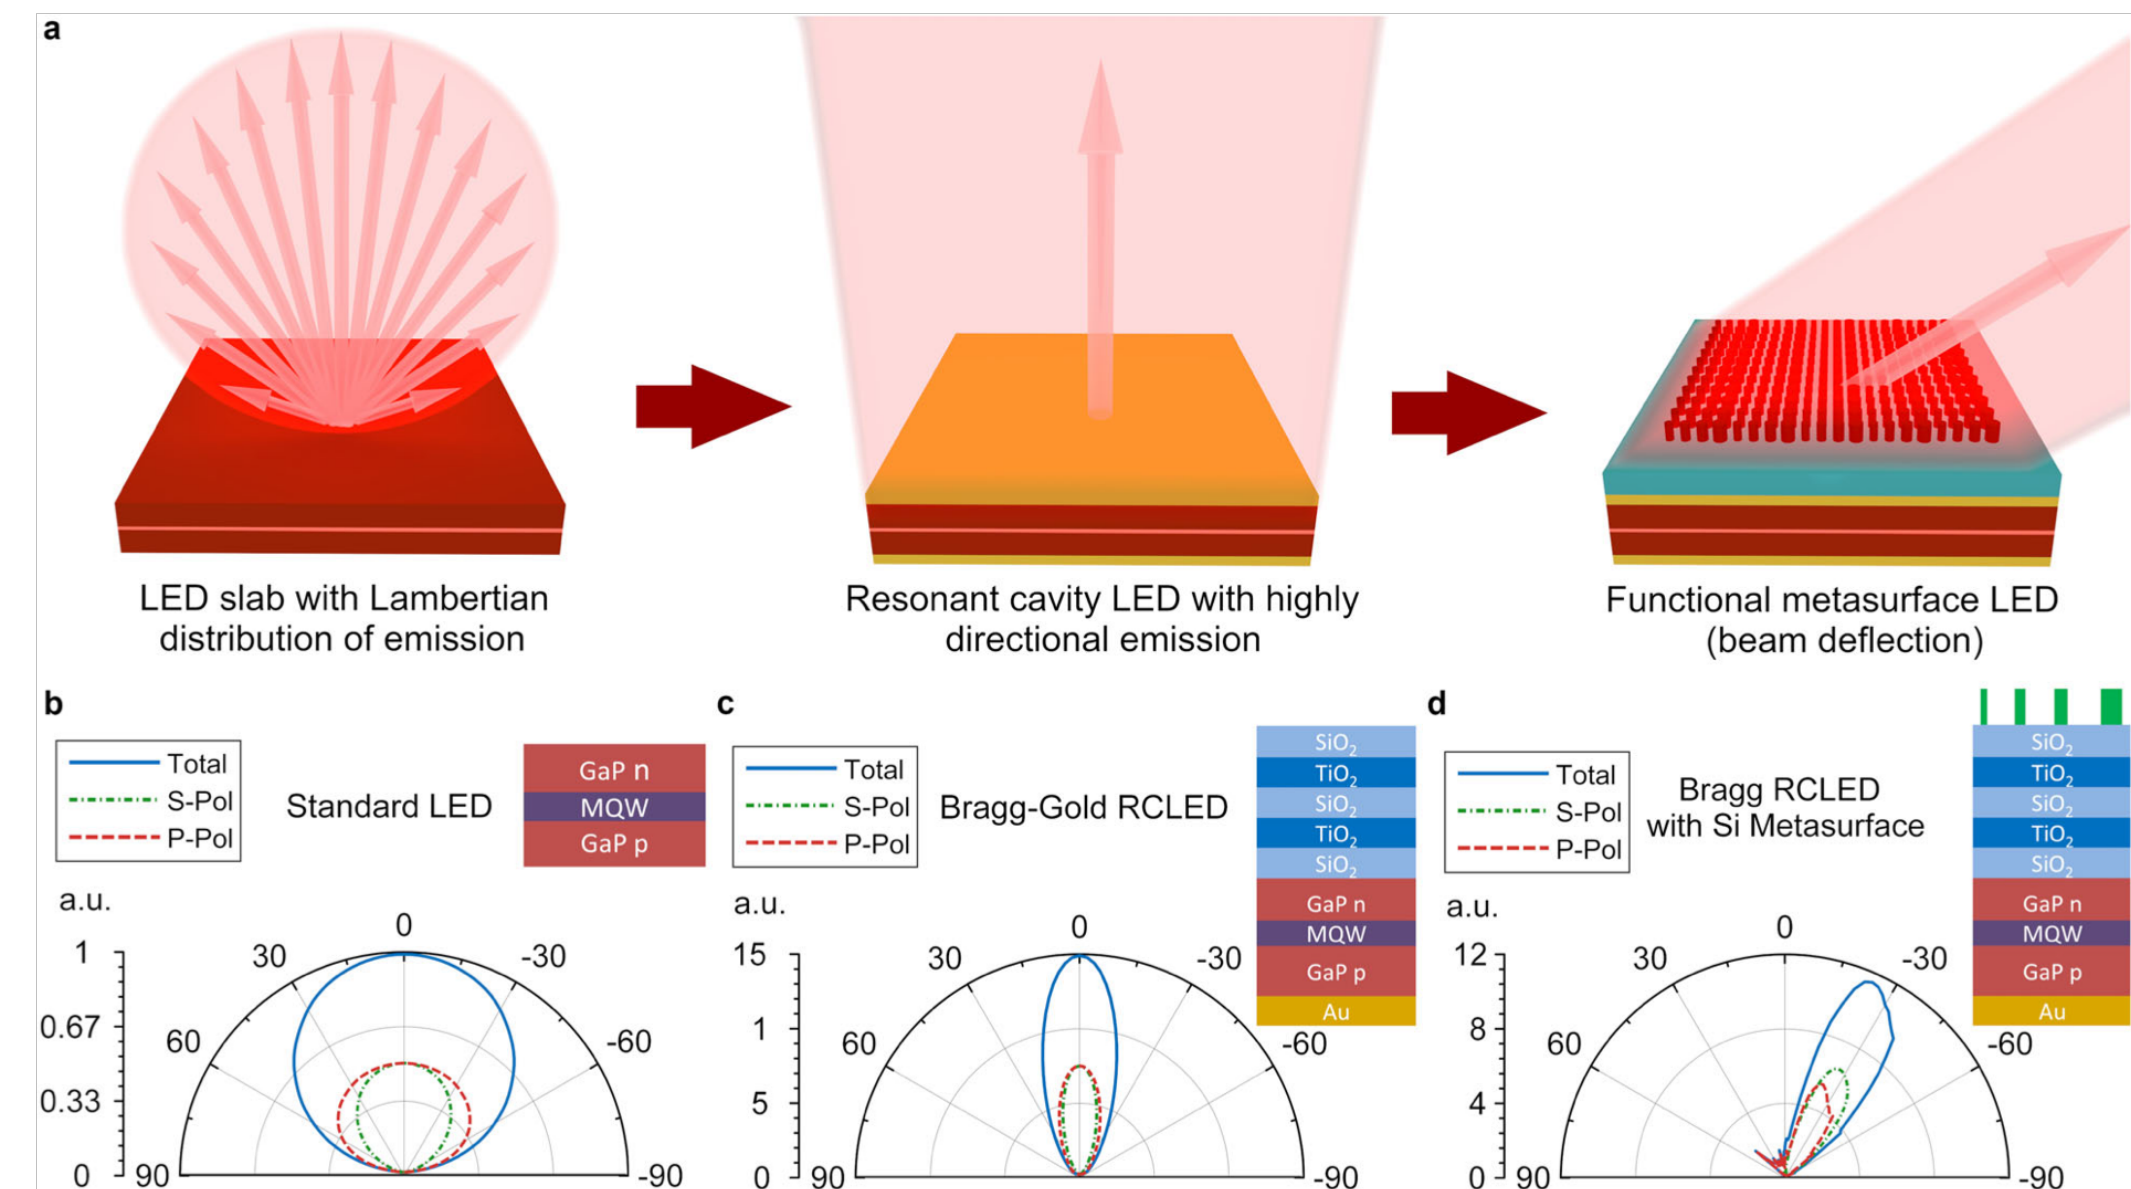 a
LED slab with Lambertian
distribution of emission
Resonant cavity LED with highly
directional emission
Functional metasurface LED
(beam deflection)
b
Total
S-Pol
P-Pol
Standard LED
GaP n
MQW
GaP p
a.u.
1
0.67
0.33
0
90
60
30
0
-30
-60
-90
c
Total
S-Pol
P-Pol
Bragg-Gold RCLED
SiO₂
TiO₂
SiO₂
TiO₂
SiO₂
GaP n
MQW
GaP p
Au
a.u.
15
1
5
0
90
60
30
0
-30
-60
-90
d
Total
S-Pol
P-Pol
Bragg RCLED
with Si Metasurface
SiO₂
TiO₂
SiO₂
TiO₂
SiO₂
GaP n
MQW
GaP p
Au
a.u.
12
8
4
0
90
60
30
0
-30
-60
-90